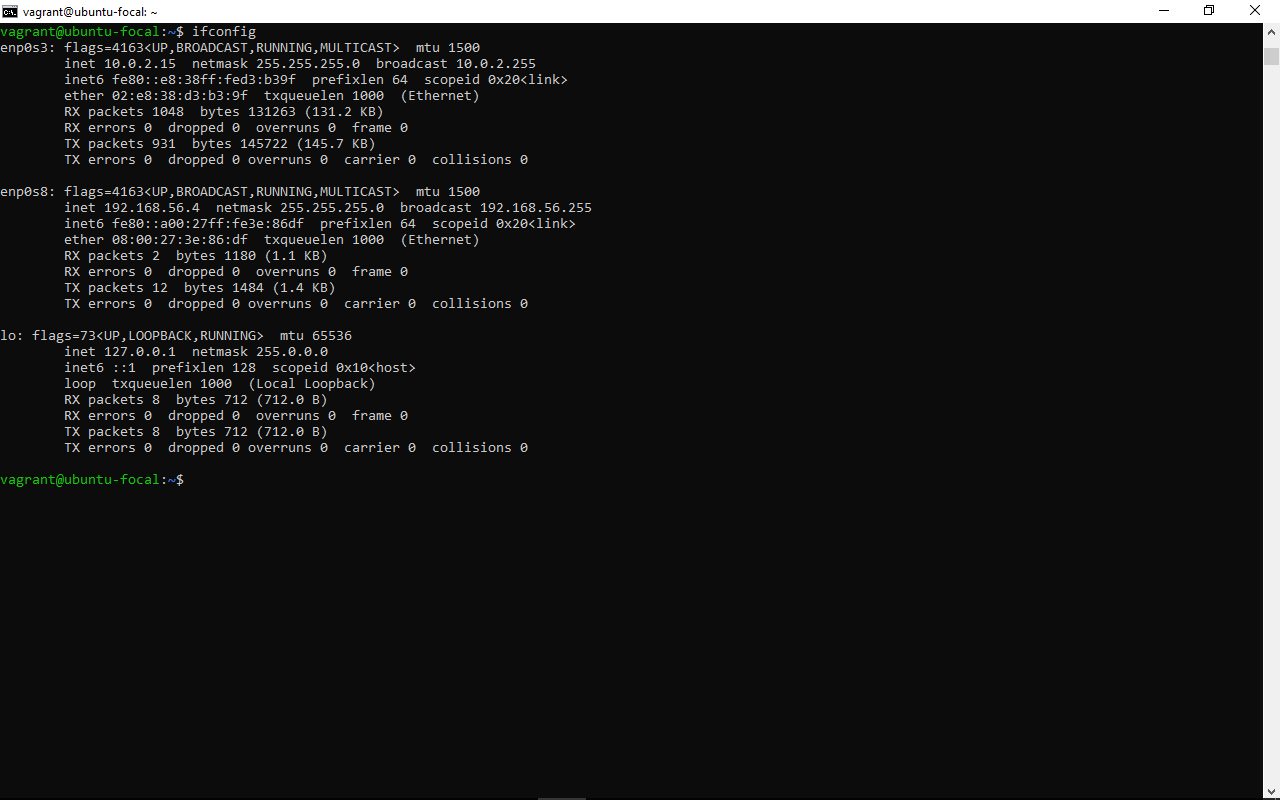 vagrant@ubuntu-focal: ~
vagrant@ubuntu-focal:~$ ifconfig
enp0s3: flags=4163<UP,BROADCAST,RUNNING,MULTICAST>  mtu 1500
        inet 10.0.2.15  netmask 255.255.255.0  broadcast 10.0.2.255
        inet6 fe80::e8:38ff:fed3:b39f  prefixlen 64  scopeid 0x20<link>
        ether 02:e8:38:d3:b3:9f  txqueuelen 1000  (Ethernet)
        RX packets 1048  bytes 131263 (131.2 KB)
        RX errors 0  dropped 0  overruns 0  frame 0
        TX packets 931  bytes 145722 (145.7 KB)
        TX errors 0  dropped 0 overruns 0  carrier 0  collisions 0

enp0s8: flags=4163<UP,BROADCAST,RUNNING,MULTICAST>  mtu 1500
        inet 192.168.56.4  netmask 255.255.255.0  broadcast 192.168.56.255
        inet6 fe80::a00:27ff:fe3e:86df  prefixlen 64  scopeid 0x20<link>
        ether 08:00:27:3e:86:df  txqueuelen 1000  (Ethernet)
        RX packets 2  bytes 1180 (1.1 KB)
        RX errors 0  dropped 0  overruns 0  frame 0
        TX packets 12  bytes 1484 (1.4 KB)
        TX errors 0  dropped 0 overruns 0  carrier 0  collisions 0

lo: flags=73<UP,LOOPBACK,RUNNING>  mtu 65536
        inet 127.0.0.1  netmask 255.0.0.0
        inet6 ::1  prefixlen 128  scopeid 0x10<host>
        loop  txqueuelen 1000  (Local Loopback)
        RX packets 8  bytes 712 (712.0 B)
        RX errors 0  dropped 0  overruns 0  frame 0
        TX packets 8  bytes 712 (712.0 B)
        TX errors 0  dropped 0 overruns 0  carrier 0  collisions 0

vagrant@ubuntu-focal:~$